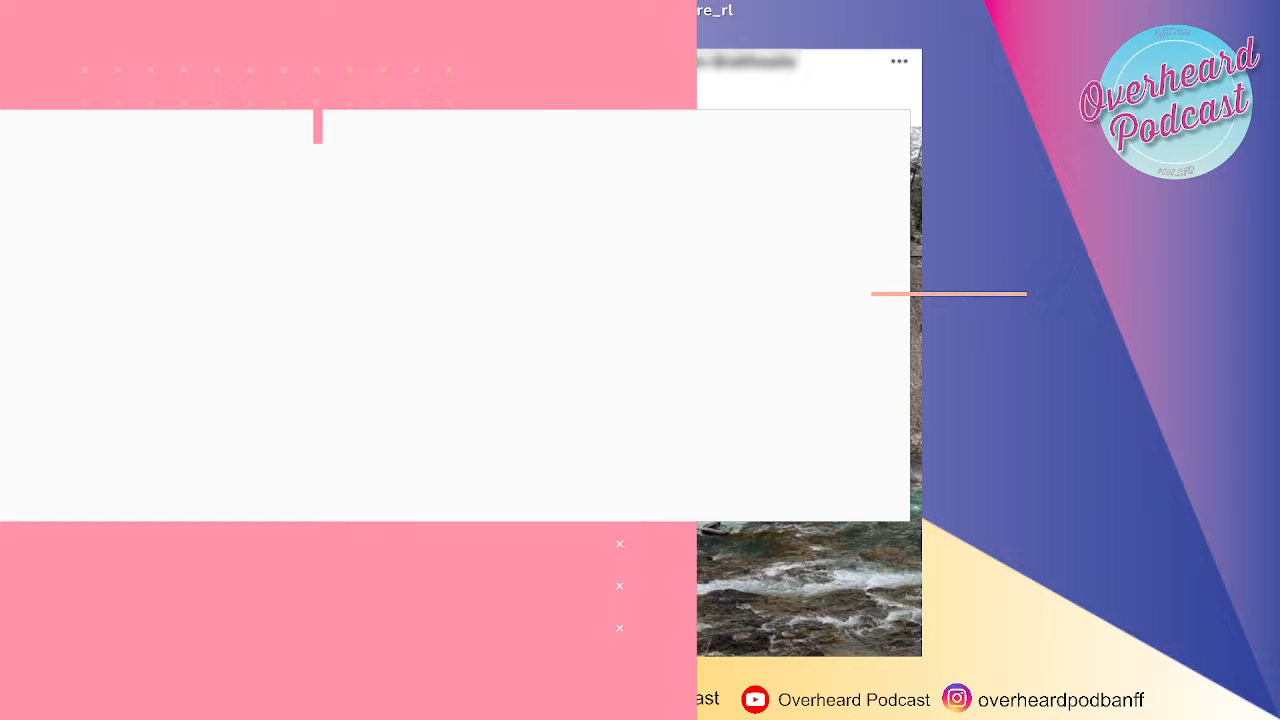 re_rl
Overheard
Podcast
ast
Overheard Podcast
overheardpodbanff